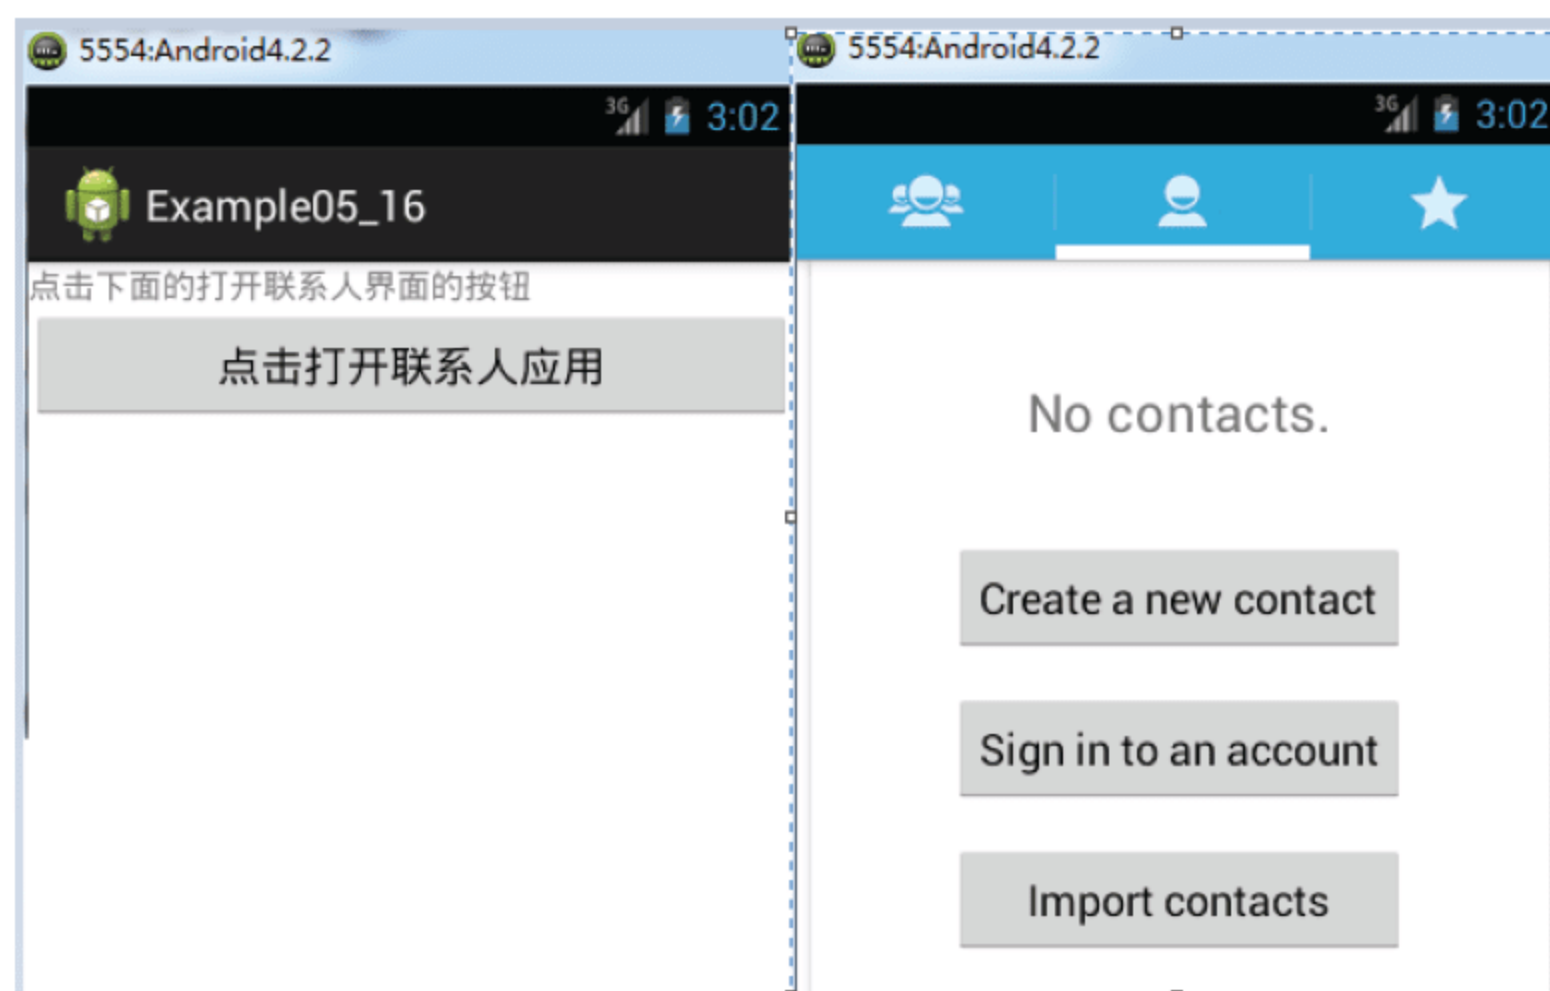 5554:Android4.2.2
3G 3:02
Example05_16
点击下面的打开联系人界面的按钮
点击打开联系人应用
5554:Android4.2.2
3G 3:02
No contacts.
Create a new contact
Sign in to an account
Import contacts